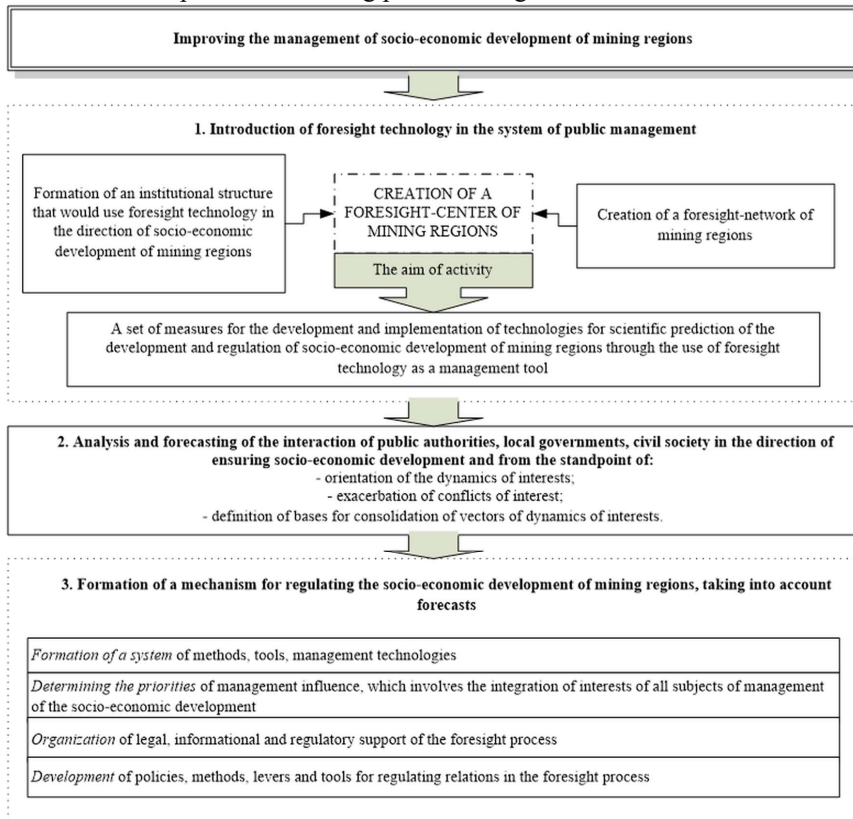 Improving the management of socio-economic development of mining regions
1. Introduction of foresight technology in the system of public management
Formation of an institutional structure
that would use foresight technology in
the direction of socio-economic
development of mining regions
CREATION OF A
FORESIGHT-CENTER OF
MINING REGIONS
Creation of a foresight-network of
mining regions
The aim of activity
A set of measures for the development and implementation of technologies for scientific prediction of the
development and regulation of socio-economic development of mining regions through the use of foresight
technology as a management tool
2. Analysis and forecasting of the interaction of public authorities, local governments, civil society in the direction of
ensuring socio-economic development and from the standpoint of:
- orientation of the dynamics of interests;
- exacerbation of conflicts of interest;
- definition of bases for consolidation of vectors of dynamics of interests.
3. Formation of a mechanism for regulating the socio-economic development of mining regions, taking into account
forecasts
Formation of a system of methods, tools, management technologies
Determining the priorities of management influence, which involves the integration of interests of all subjects of management
of the socio-economic development
Organization of legal, informational and regulatory support of the foresight process
Development of policies, methods, levers and tools for regulating relations in the foresight process